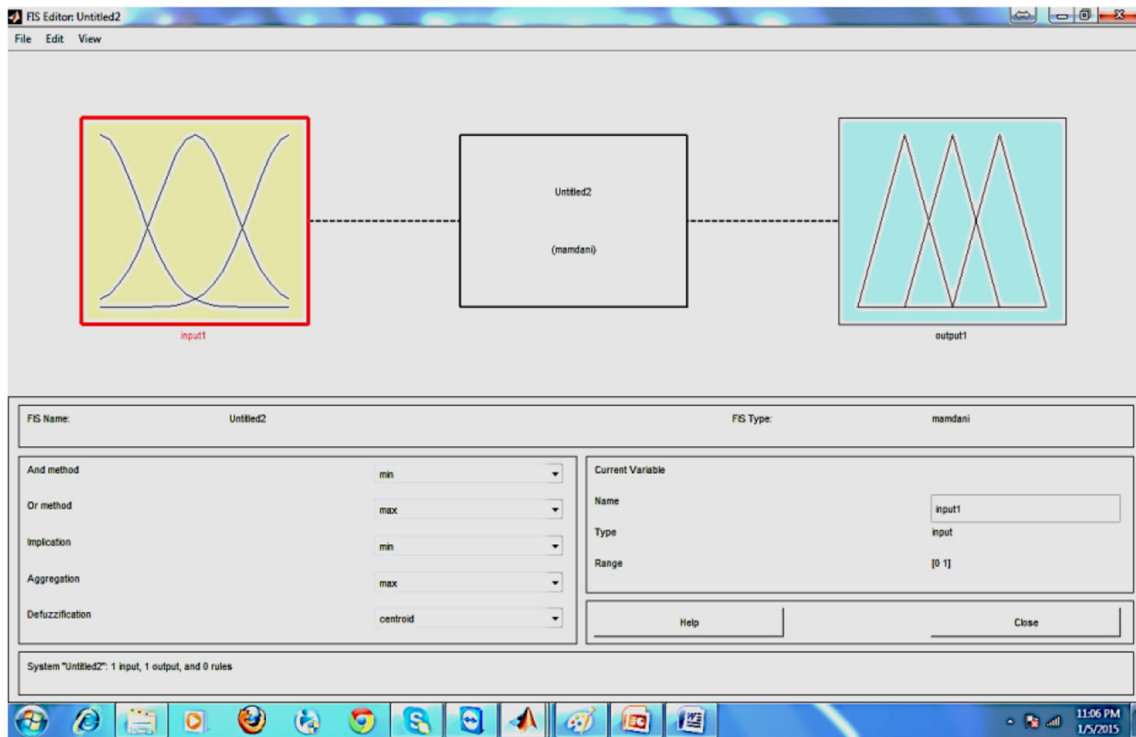 FIS Editor: Untitled2
File Edit View
Untitled2
(mamdani)
input1
output1
FIS Name: Untitled2 FIS Type: mamdani
And method min
Or method max
Implication min
Aggregation max
Defuzzification centroid
Current Variable
Name input1
Type input
Range [0 1]
Help Close
System "Untitled2": 1 input, 1 output, and 0 rules
11:06 PM
1/5/2015